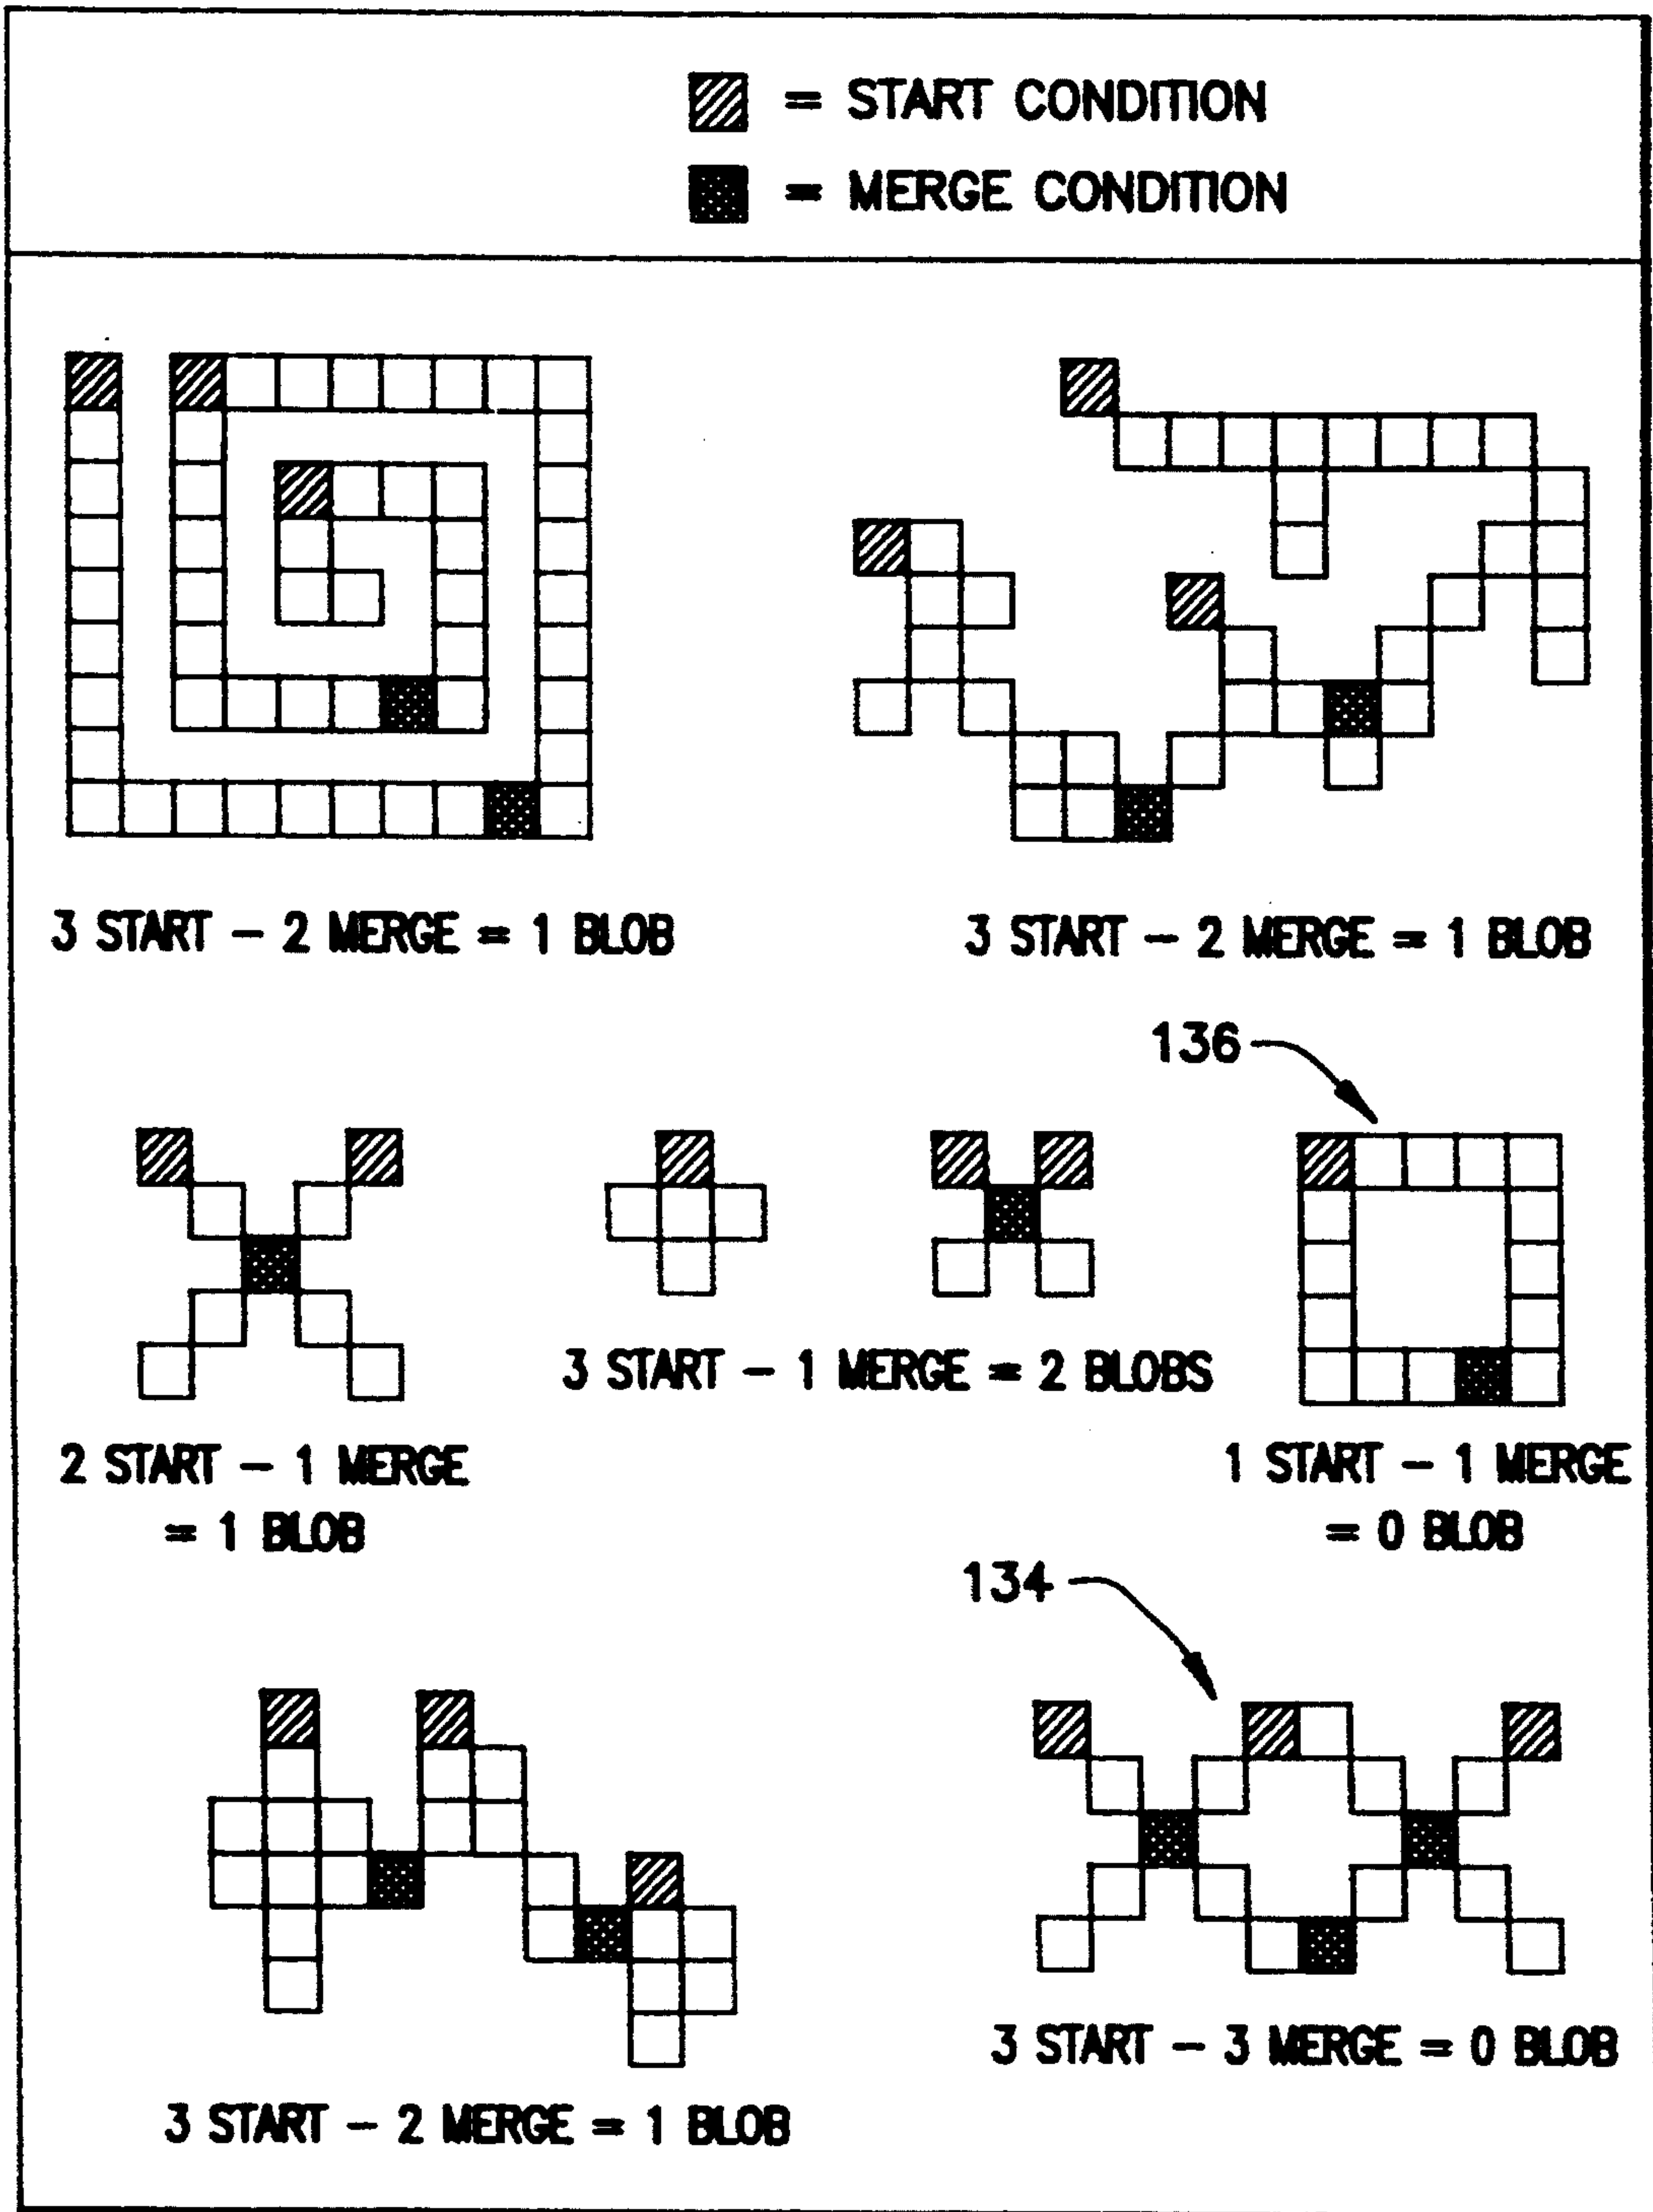 = START CONDITION
= MERGE CONDITION
3 START - 2 MERGE = 1 BLOB
3 START - 2 MERGE = 1 BLOB
136
3 START - 1 MERGE = 2 BLOBS
2 START - 1 MERGE
= 1 BLOB
1 START - 1 MERGE
= 0 BLOB
134
3 START - 3 MERGE = 0 BLOB
3 START - 2 MERGE = 1 BLOB